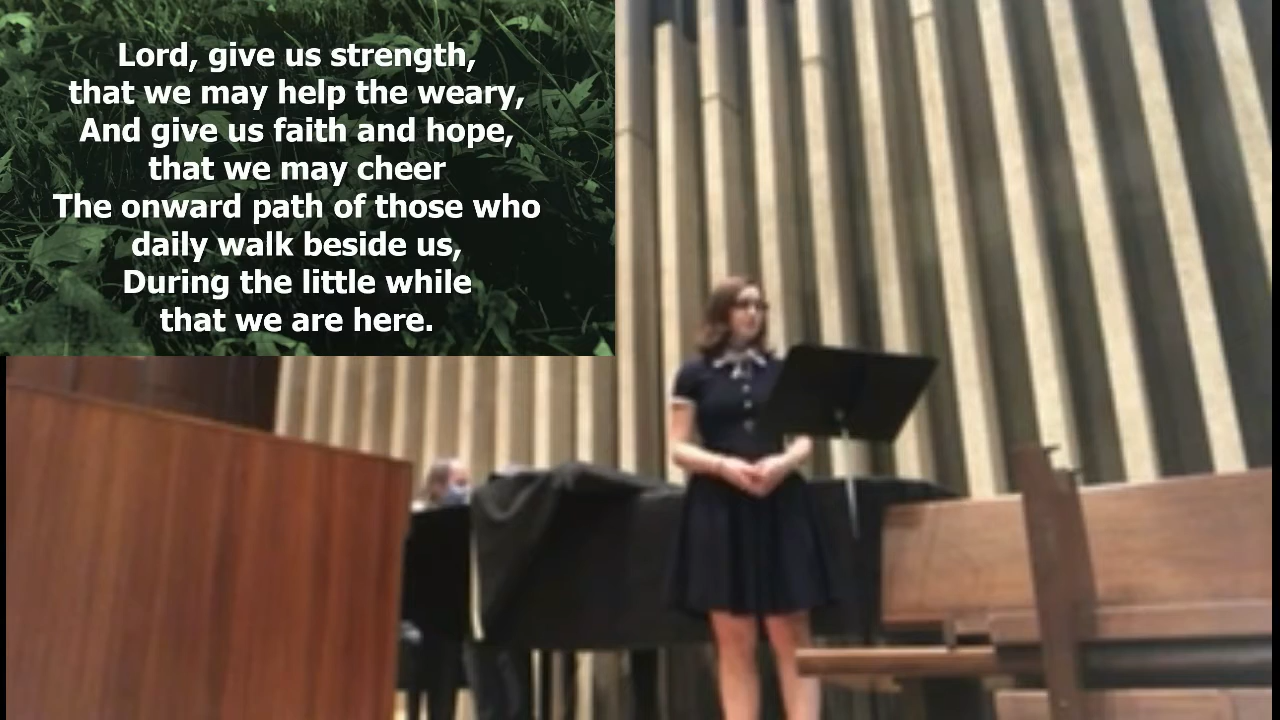 Lord, give us strength,
that we may help the weary,
And give us faith and hope,
that we may cheer
The onward path of those who
daily walk beside us,
During the little while
that we are here.